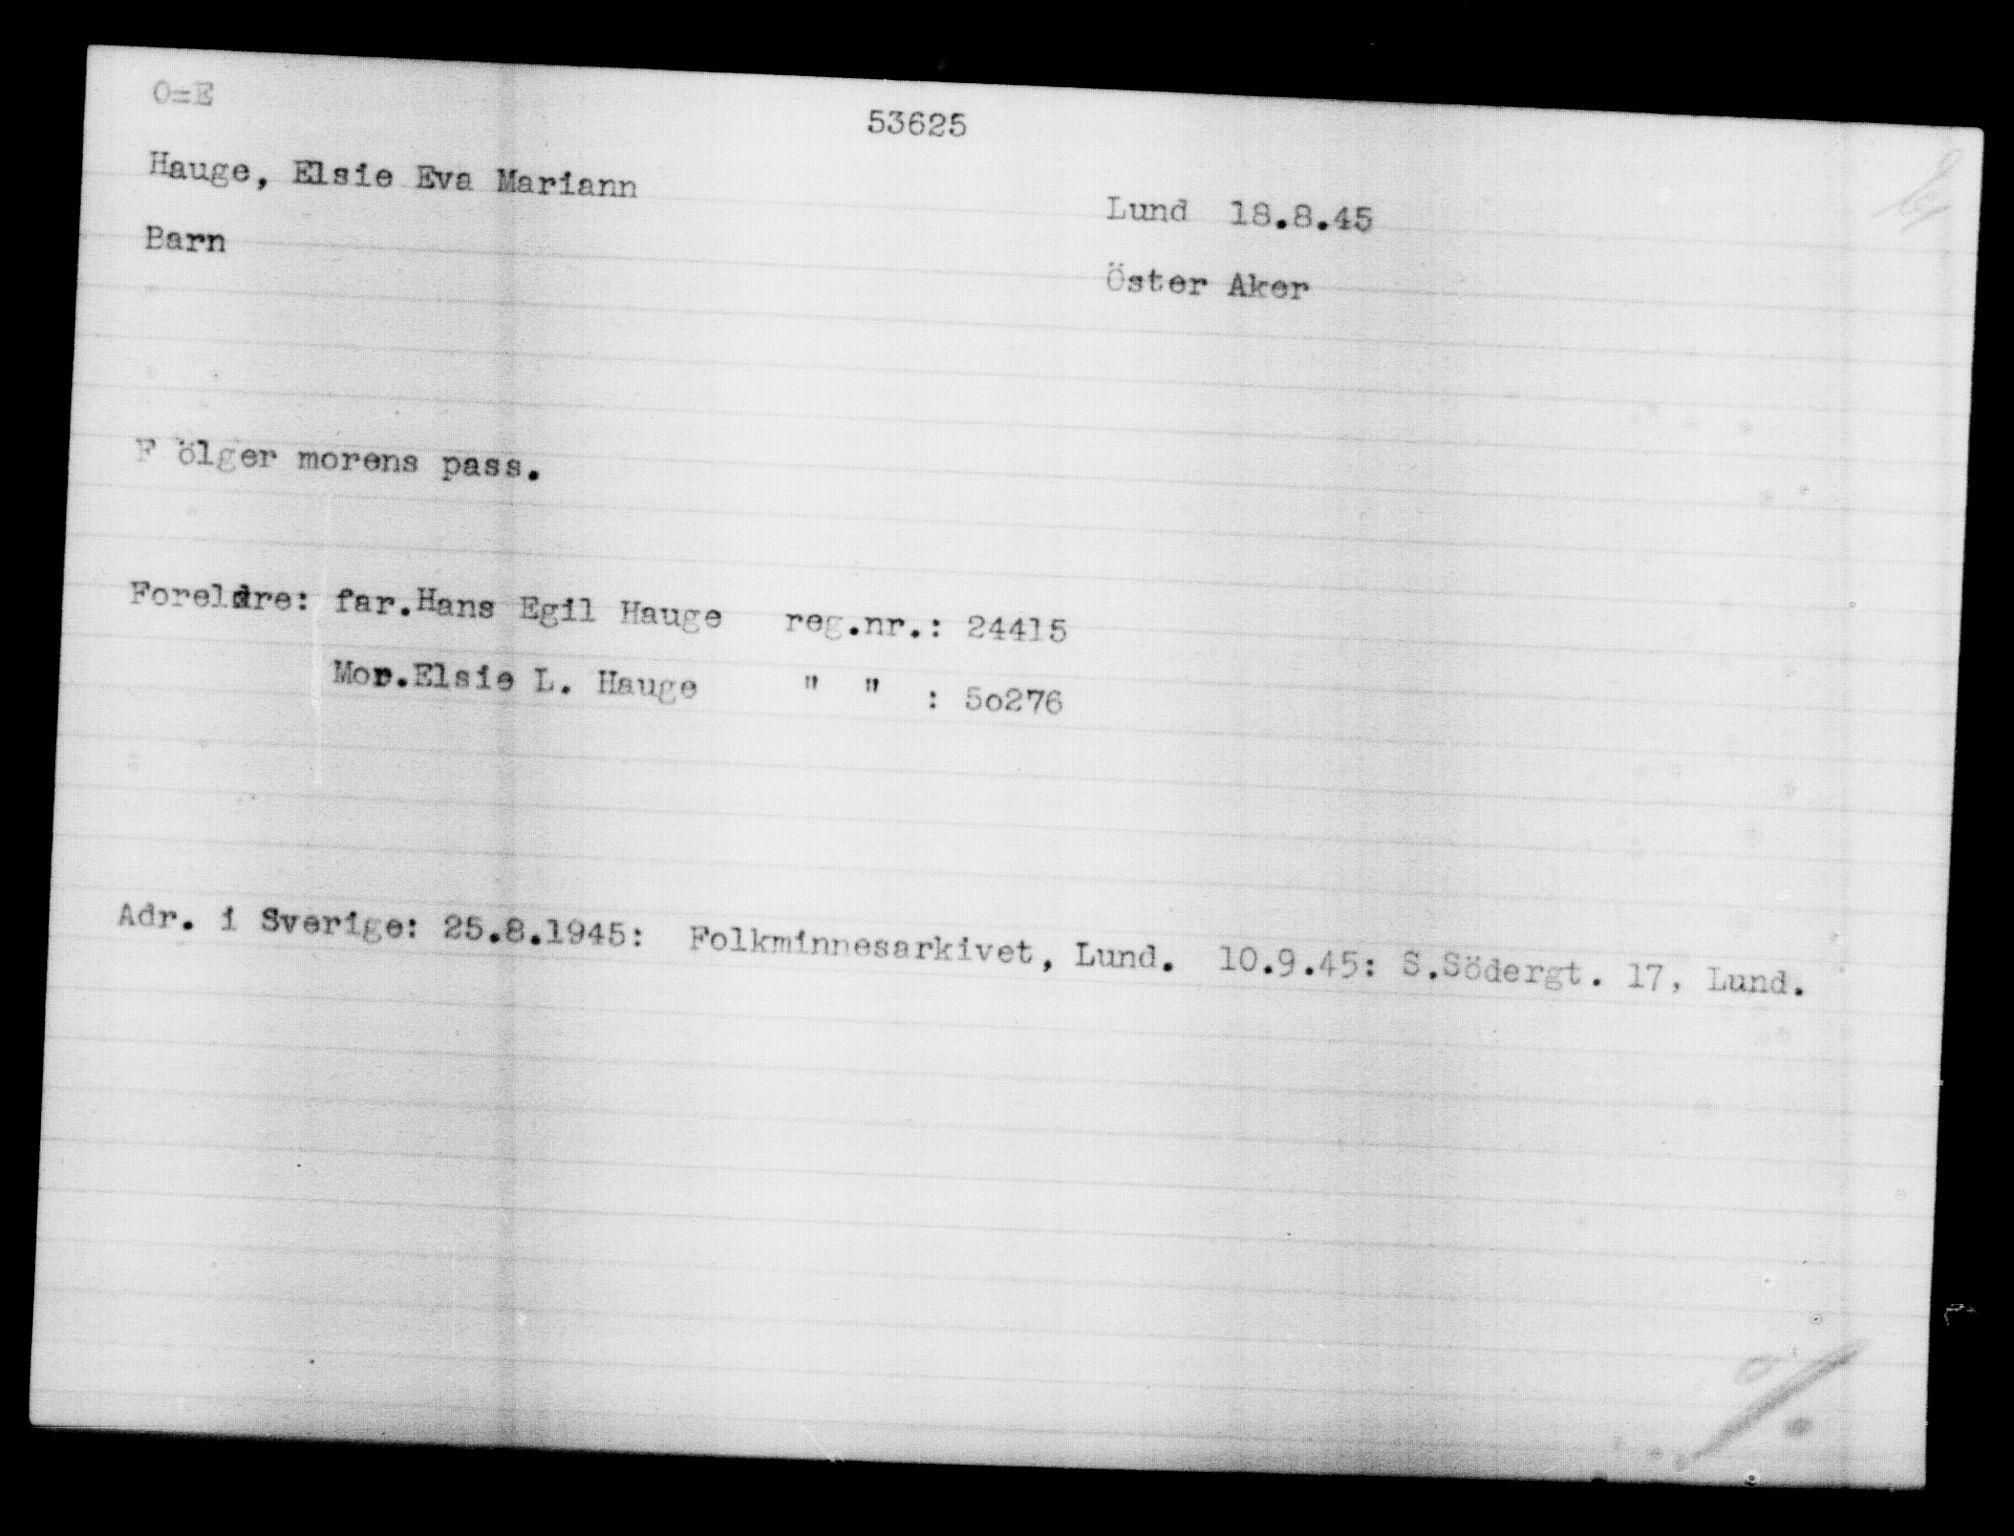 O=E
53625
Hauge, Elsie Eva Mariann
Lund 18.8.45
Barn
Öster Aker
F ölger morens pass.
Foreldre: far.Hans Egil Hauge reg.nr.: 24415
Mor.Elsie L. Hauge " " : 5o276
Adr. i Sverige: 25.8.1945: Folkminnesarkivet, Lund. 10.9.45: S.Södergt. 17, Lund.